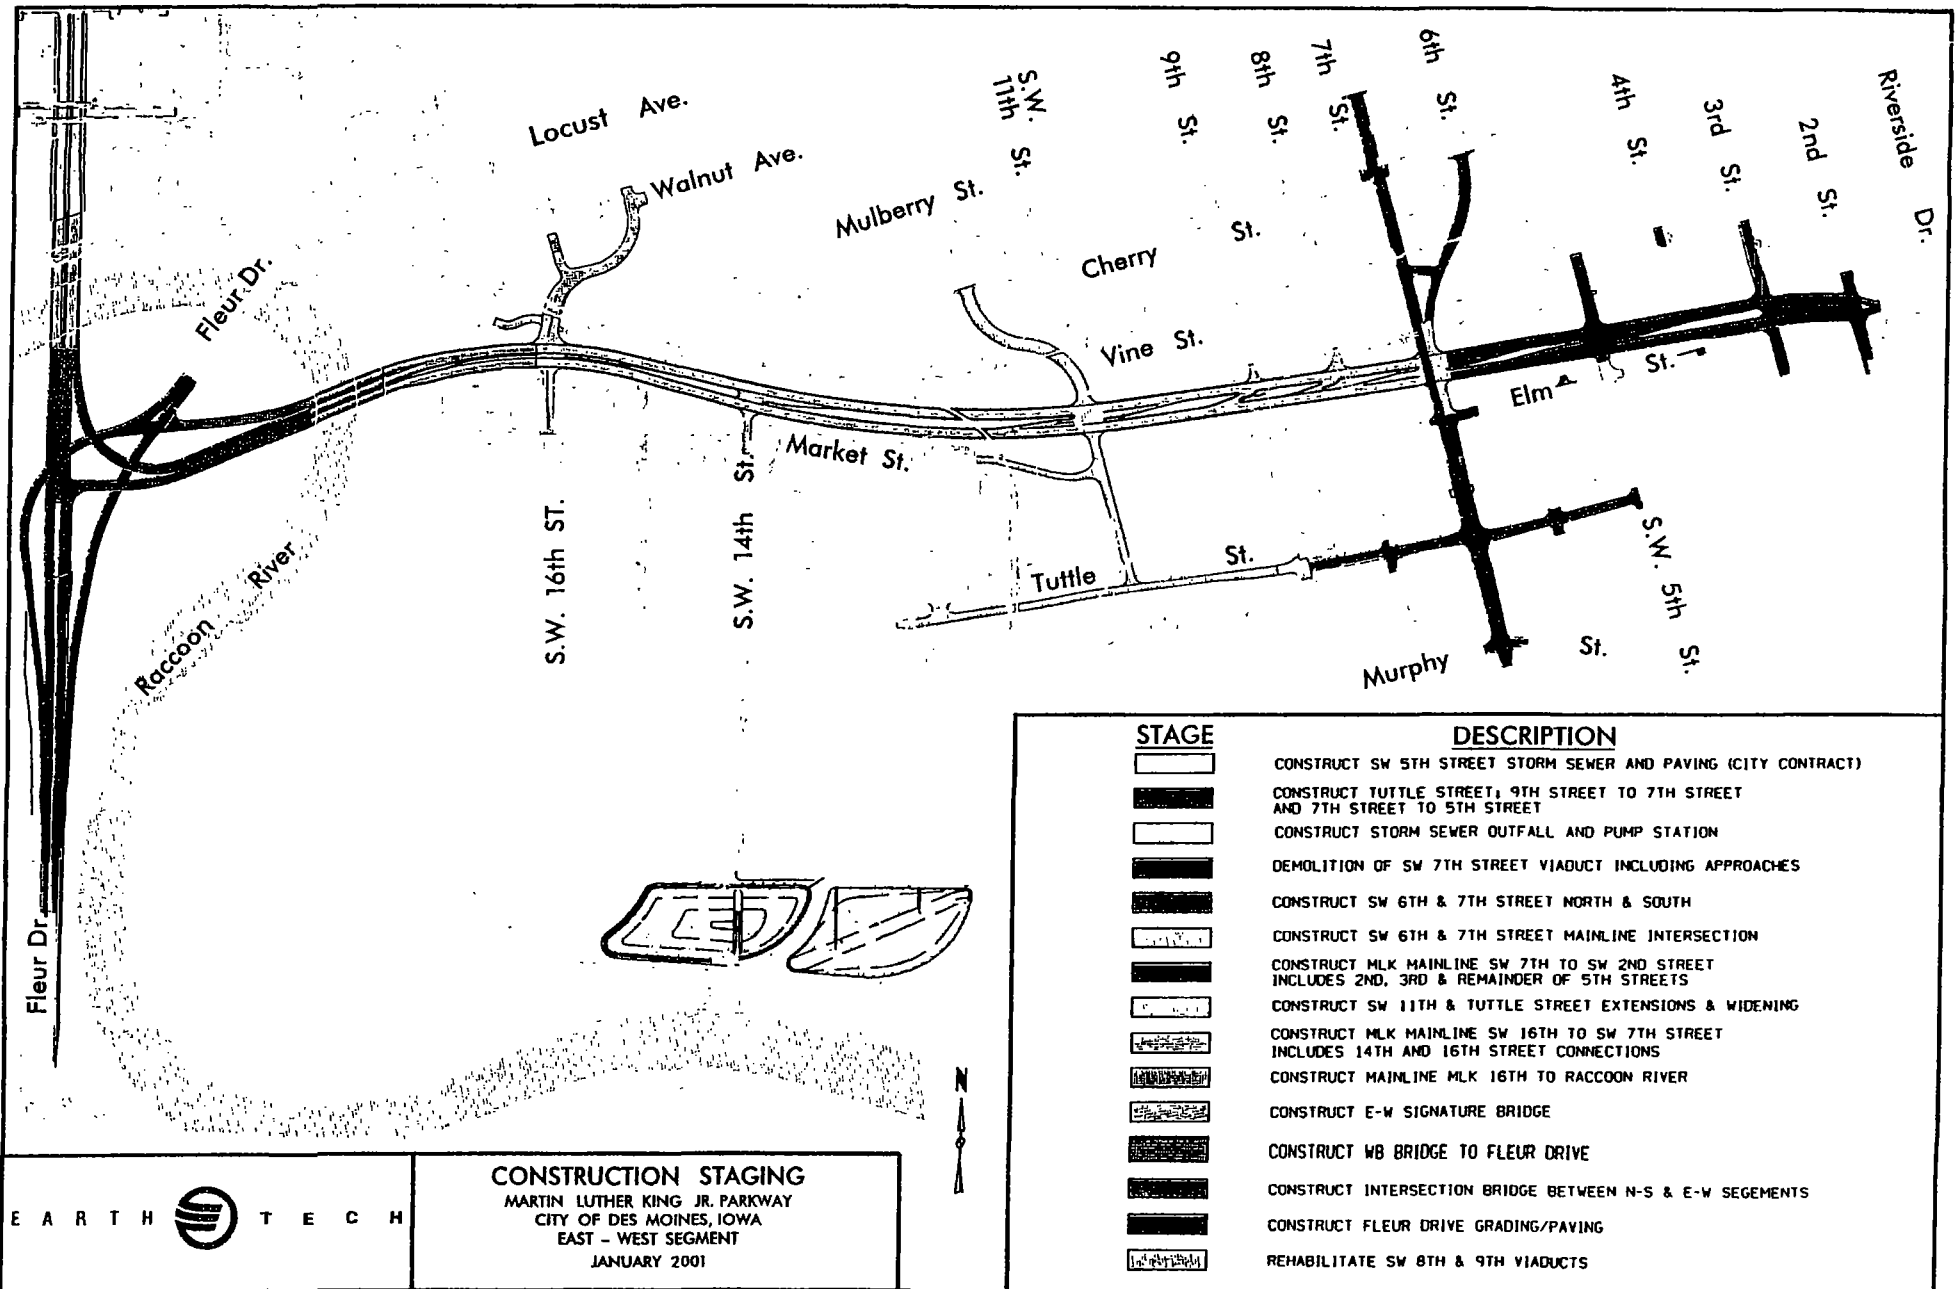 Locust Ave.
Walnut Ave.
Mulberry St.
S.W. 11th St.
Cherry St.
Vine St.
9th St.
8th St.
7th St.
6th St.
4th St.
3rd St.
2nd St.
Riverside Dr.
Fleur Dr.
Elm St.
Market St.
S.W. 16th ST.
S.W. 14th St.
Tuttle St.
S.W. 5th St.
Murphy St.
Raccoon River
Fleur Dr.
N
STAGE DESCRIPTION
CONSTRUCT SW 5TH STREET STORM SEWER AND PAVING (CITY CONTRACT)
CONSTRUCT TUTTLE STREET; 9TH STREET TO 7TH STREET
AND 7TH STREET TO 5TH STREET
CONSTRUCT STORM SEWER OUTFALL AND PUMP STATION
DEMOLITION OF SW 7TH STREET VIADUCT INCLUDING APPROACHES
CONSTRUCT SW 6TH & 7TH STREET NORTH & SOUTH
CONSTRUCT SW 6TH & 7TH STREET MAINLINE INTERSECTION
CONSTRUCT MLK MAINLINE SW 7TH TO SW 2ND STREET
INCLUDES 2ND, 3RD & REMAINDER OF 5TH STREETS
CONSTRUCT SW 11TH & TUTTLE STREET EXTENSIONS & WIDENING
CONSTRUCT MLK MAINLINE SW 16TH TO SW 7TH STREET
INCLUDES 14TH AND 16TH STREET CONNECTIONS
CONSTRUCT MAINLINE MLK 16TH TO RACCOON RIVER
CONSTRUCT E-W SIGNATURE BRIDGE
CONSTRUCT WB BRIDGE TO FLEUR DRIVE
CONSTRUCT INTERSECTION BRIDGE BETWEEN N-S & E-W SEGEMENTS
CONSTRUCT FLEUR DRIVE GRADING/PAVING
REHABILITATE SW 8TH & 9TH VIADUCTS
EARTH TECH
CONSTRUCTION STAGING
MARTIN LUTHER KING JR. PARKWAY
CITY OF DES MOINES, IOWA
EAST - WEST SEGMENT
JANUARY 2001